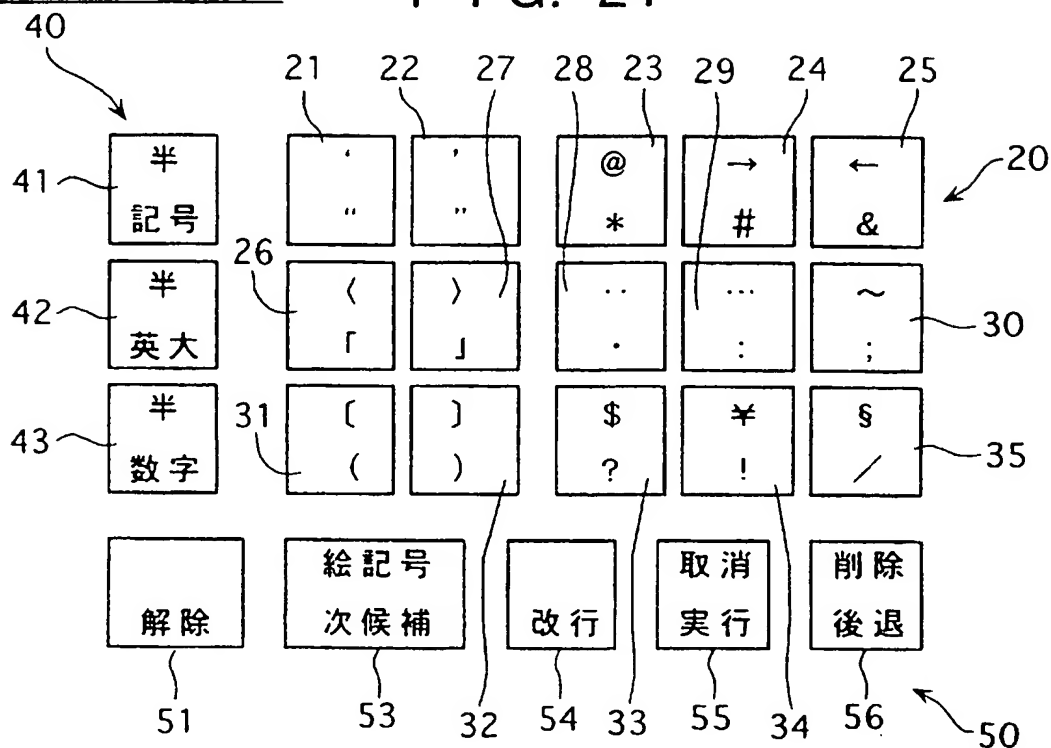 FIG. 21
40
21 22 27 28 23 29 24 25
20
半 ‘ ’ @ → ←
41 記号 “ ” * # &
26
半 〈 〉 ‥ … ～
42 英大 「 」 ・ : ; 30
半 〔 〕 $ ¥ §
43 31 数字 ( ) ? ! / 35
絵記号 取消 削除
解除 次候補 改行 実行 後退
51 53 32 54 33 55 34 56 50